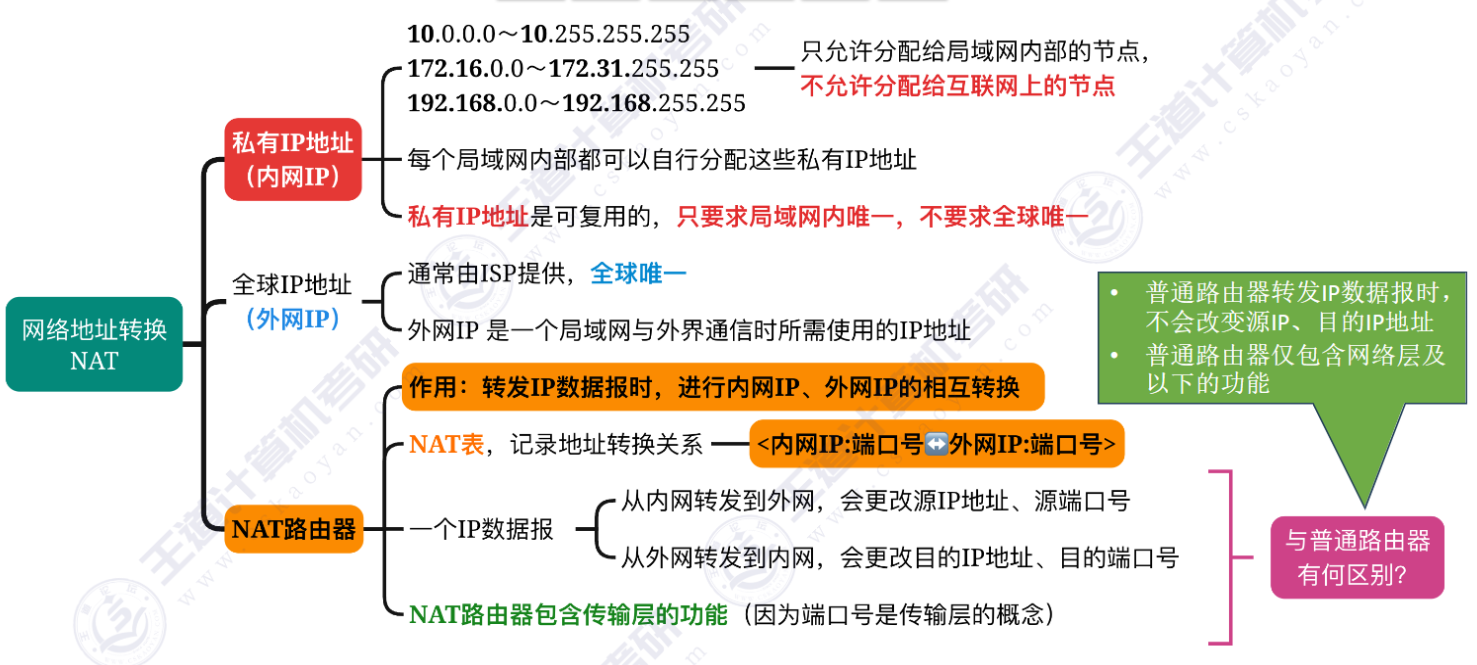 网络地址转换
NAT
私有IP地址
（内网IP）
10.0.0.0～10.255.255.255
172.16.0.0～172.31.255.255
192.168.0.0～192.168.255.255
只允许分配给局域网内部的节点，
不允许分配给互联网上的节点
每个局域网内部都可以自行分配这些私有IP地址
私有IP地址是可复用的，只要求局域网内唯一，不要求全球唯一
全球IP地址
（外网IP）
通常由ISP提供，全球唯一
外网IP 是一个局域网与外界通信时所需使用的IP地址
NAT路由器
作用：转发IP数据报时，进行内网IP、外网IP的相互转换
NAT表，记录地址转换关系
<内网IP:端口号↔️外网IP:端口号>
一个IP数据报
从内网转发到外网，会更改源IP地址、源端口号
从外网转发到内网，会更改目的IP地址、目的端口号
NAT路由器包含传输层的功能（因为端口号是传输层的概念）
• 普通路由器转发IP数据报时，
不会改变源IP、目的IP地址
• 普通路由器仅包含网络层及
以下的功能
与普通路由器
有何区别？
王道计算机考研
www.cskaoyan.com